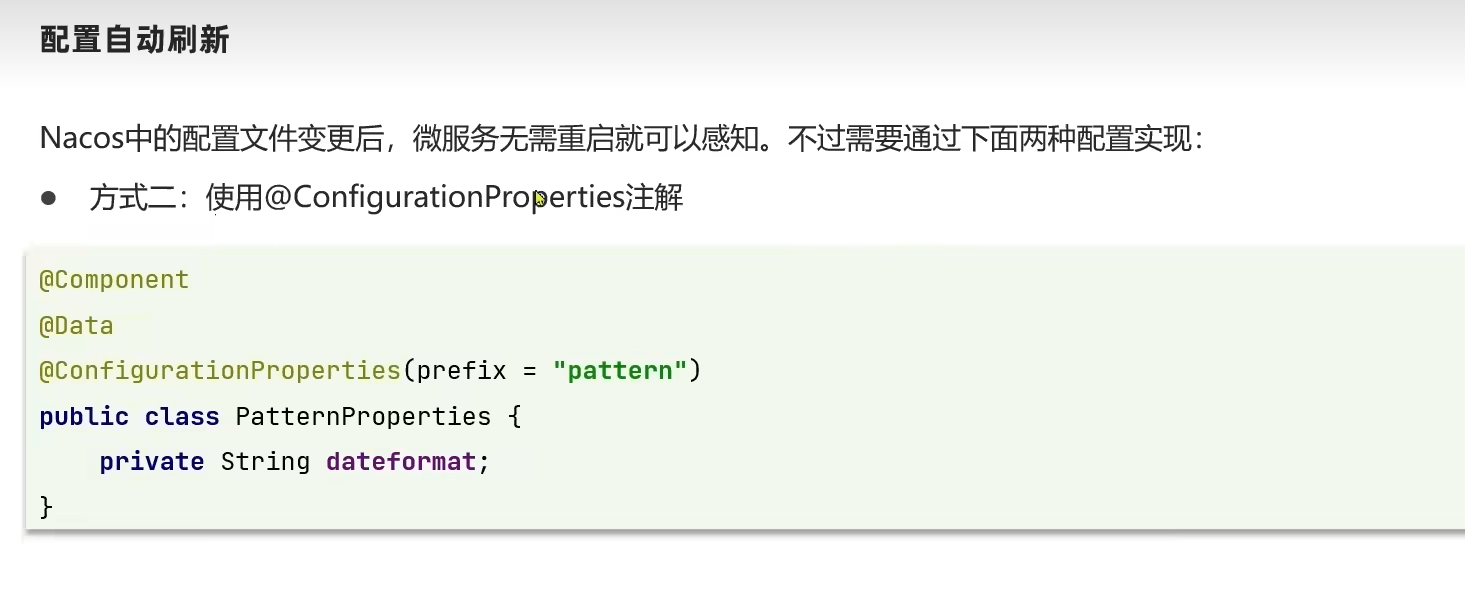 配置自动刷新
Nacos中的配置文件变更后，微服务无需重启就可以感知。不过需要通过下面两种配置实现：
● 方式二：使用@ConfigurationProperties注解
@Component
@Data
@ConfigurationProperties(prefix = "pattern")
public class PatternProperties {
    private String dateformat;
}